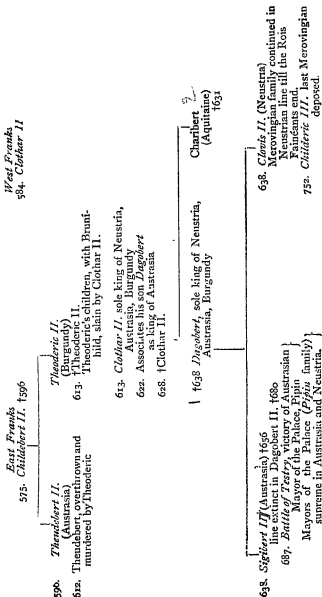 East Franks
575. Childebert II. †596
West Franks
584. Clothar II
596. Theudebert II.
(Austrasia)
612. Theudebert, overthrown and
murdered by Theoderic
Theoderic II.
(Burgundy)
613. †Theoderic II.
Theoderic's children, with Bruni-
hild, slain by Clothar II.
613. Clothar II. sole king of Neustria,
Austrasia, Burgundy
622. Associates his son Dagobert
as king of Austrasia
628. †Clothar II.
†638 Dagobert, sole king of Neustria,
Austrasia, Burgundy
Charibert
(Aquitaine)
†631
638. Sigibert III (Austrasia) †656
line extinct in Dagobert II. †680
687. Battle of Testry, victory of Austrasian
Mayor of the Palace, Pipin
Mayors of the Palace (Pipin family)
supreme in Austrasia and Neustria.
638. Clovis II. (Neustria)
Merovingian family continued in
Neustrian line till the Rois
Fainéants end.
752. Childeric III. last Merovingian
deposed.